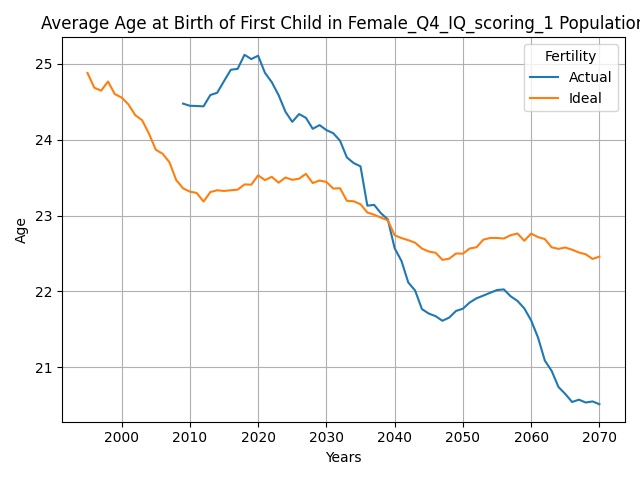 Average Age at Birth of First Child in Female_Q4_IQ_scoring_1 Population
Fertility
Actual
Ideal
25
24
23
22
21
Age
2000 2010 2020 2030 2040 2050 2060 2070
Years